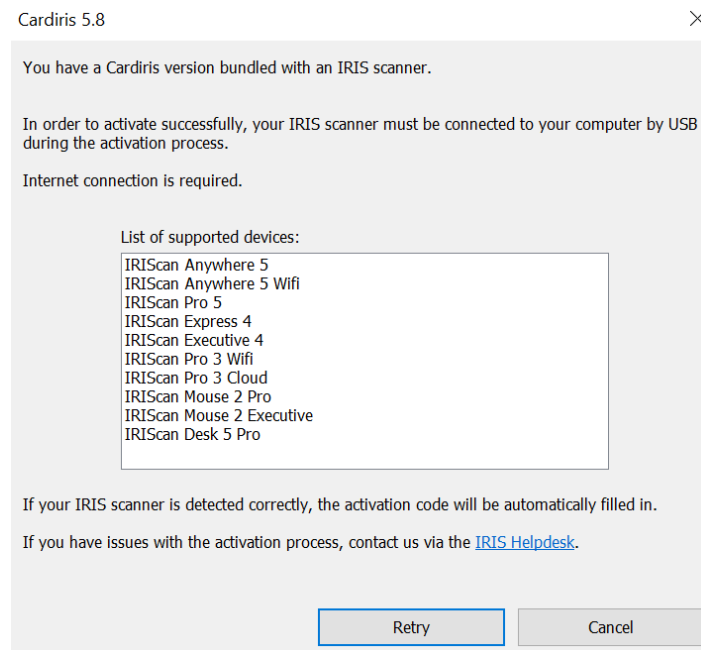 Cardiris 5.8
You have a Cardiris version bundled with an IRIS scanner.
In order to activate successfully, your IRIS scanner must be connected to your computer by USB
during the activation process.
Internet connection is required.
List of supported devices:
IRIScan Anywhere 5
IRIScan Anywhere 5 Wifi
IRIScan Pro 5
IRIScan Express 4
IRIScan Executive 4
IRIScan Pro 3 Wifi
IRIScan Pro 3 Cloud
IRIScan Mouse 2 Pro
IRIScan Mouse 2 Executive
IRIScan Desk 5 Pro
If your IRIS scanner is detected correctly, the activation code will be automatically filled in.
If you have issues with the activation process, contact us via the IRIS Helpdesk.
Retry Cancel